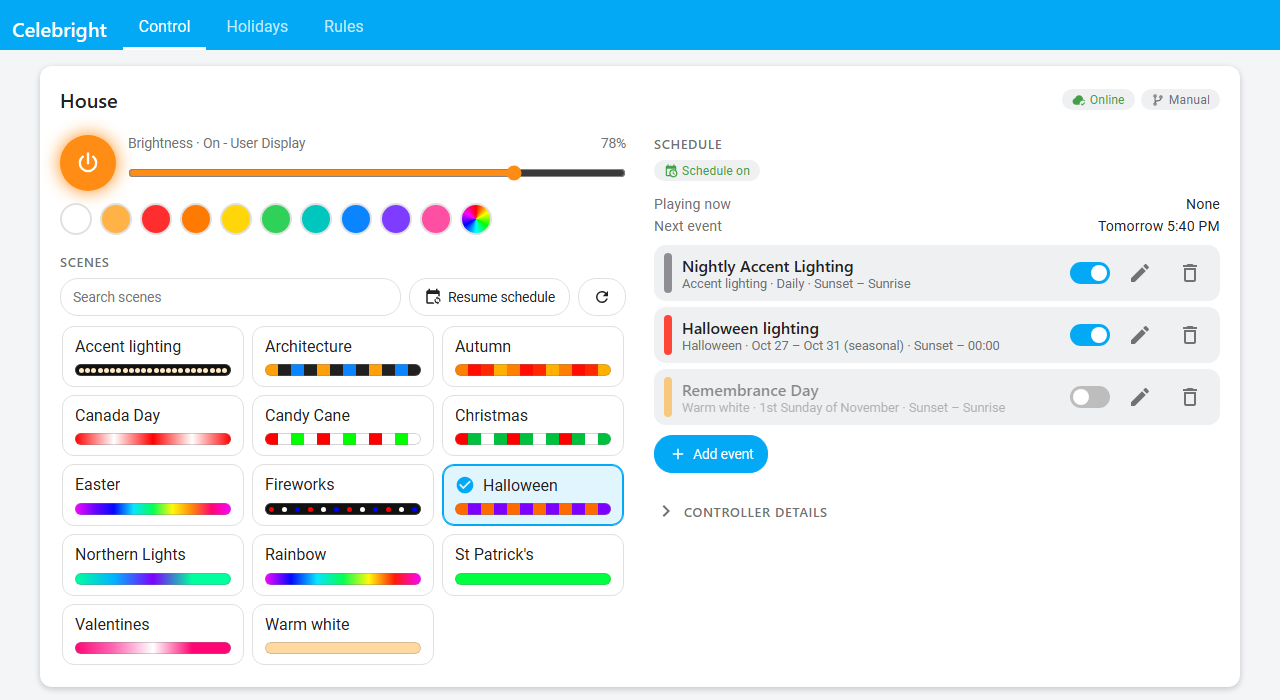 Celebright
Control
Holidays
Rules
House
Online
Manual
Brightness · On - User Display
78%
SCENES
Search scenes
Resume schedule
Accent lighting
Architecture
Autumn
Canada Day
Candy Cane
Christmas
Easter
Fireworks
Halloween
Northern Lights
Rainbow
St Patrick's
Valentines
Warm white
SCHEDULE
Schedule on
Playing now
None
Next event
Tomorrow 5:40 PM
Nightly Accent Lighting
Accent lighting · Daily · Sunset – Sunrise
Halloween lighting
Halloween · Oct 27 – Oct 31 (seasonal) · Sunset – 00:00
Remembrance Day
Warm white · 1st Sunday of November · Sunset – Sunrise
Add event
CONTROLLER DETAILS